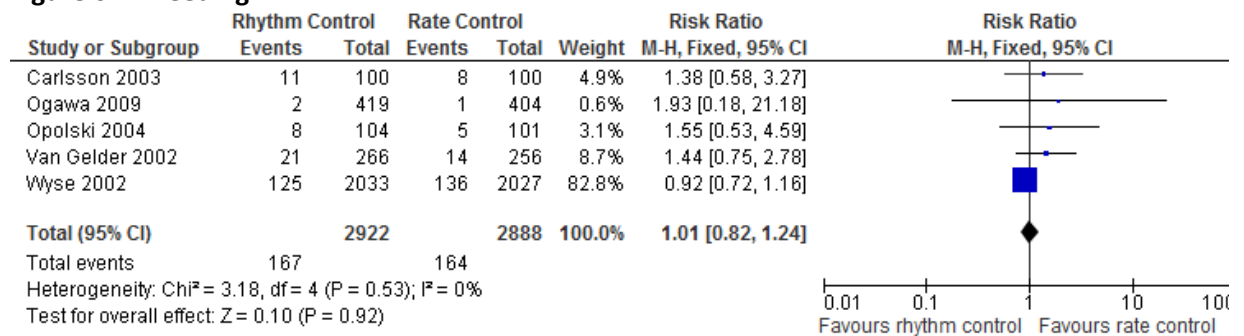 Rhythm Control Rate Control Risk Ratio Risk Ratio
Study or Subgroup Events Total Events Total Weight M-H, Fixed, 95% CI M-H, Fixed, 95% CI
Carlsson 2003 11 100 8 100 4.9% 1.38 [0.58, 3.27]
Ogawa 2009 2 419 1 404 0.6% 1.93 [0.18, 21.18]
Opolski 2004 8 104 5 101 3.1% 1.55 [0.53, 4.59]
Van Gelder 2002 21 266 14 256 8.7% 1.44 [0.75, 2.78]
Wyse 2002 125 2033 136 2027 82.8% 0.92 [0.72, 1.16]
Total (95% CI) 2922 2888 100.0% 1.01 [0.82, 1.24]
Total events 167 164
Heterogeneity: Chi² = 3.18, df = 4 (P = 0.53); I² = 0%
Test for overall effect: Z = 0.10 (P = 0.92)
0.01 0.1 1 10 100
Favours rhythm control Favours rate control